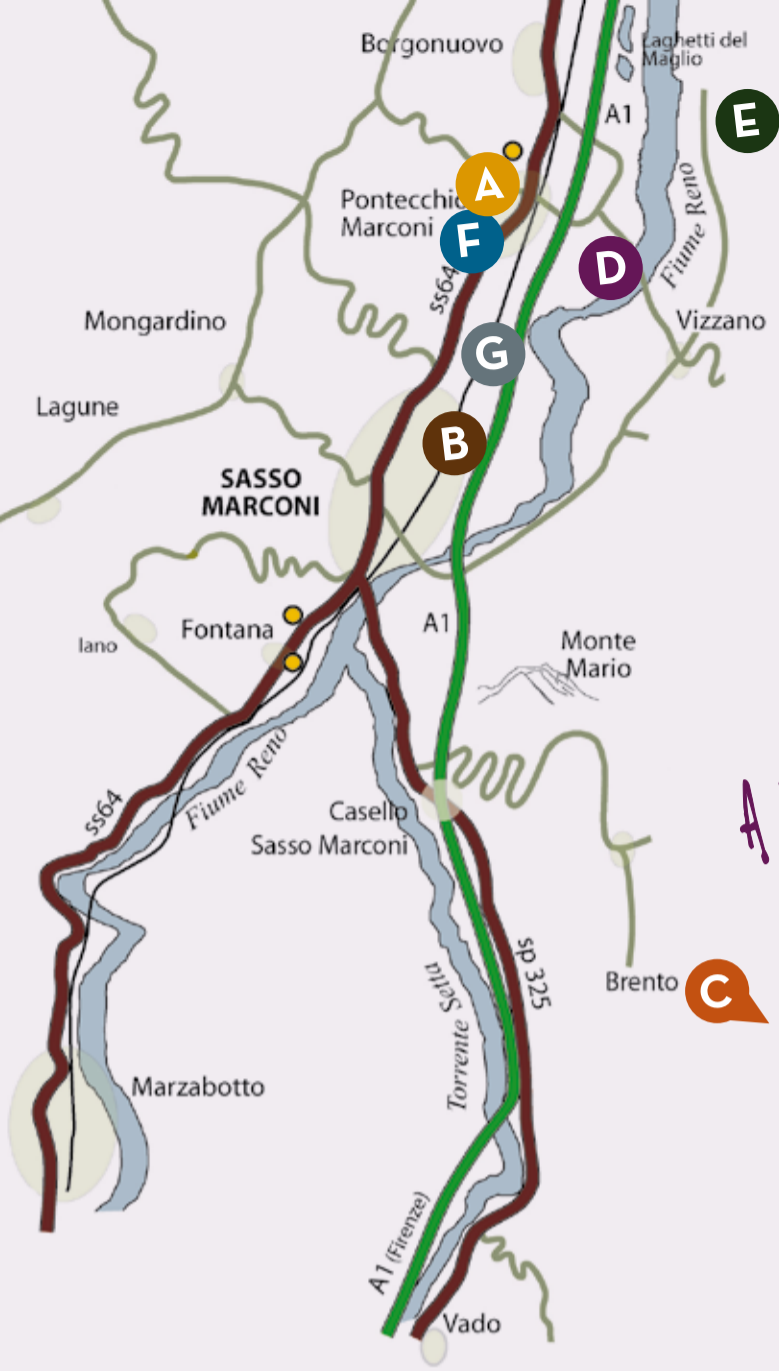 Borgonuovo
Laghetti del
Maglio
A1
E
A
Pontecchio
Marconi
F
ss64
D
Fiume Reno
Mongardino
Vizzano
G
Lagune
B
SASSO
MARCONI
Fontana
A1
Iano
Monte
Mario
ss64
Fiume Reno
Casello
Sasso Marconi
A
sp 325
Torrente Setta
Brento
C
Marzabotto
A1 (Firenze)
Vado